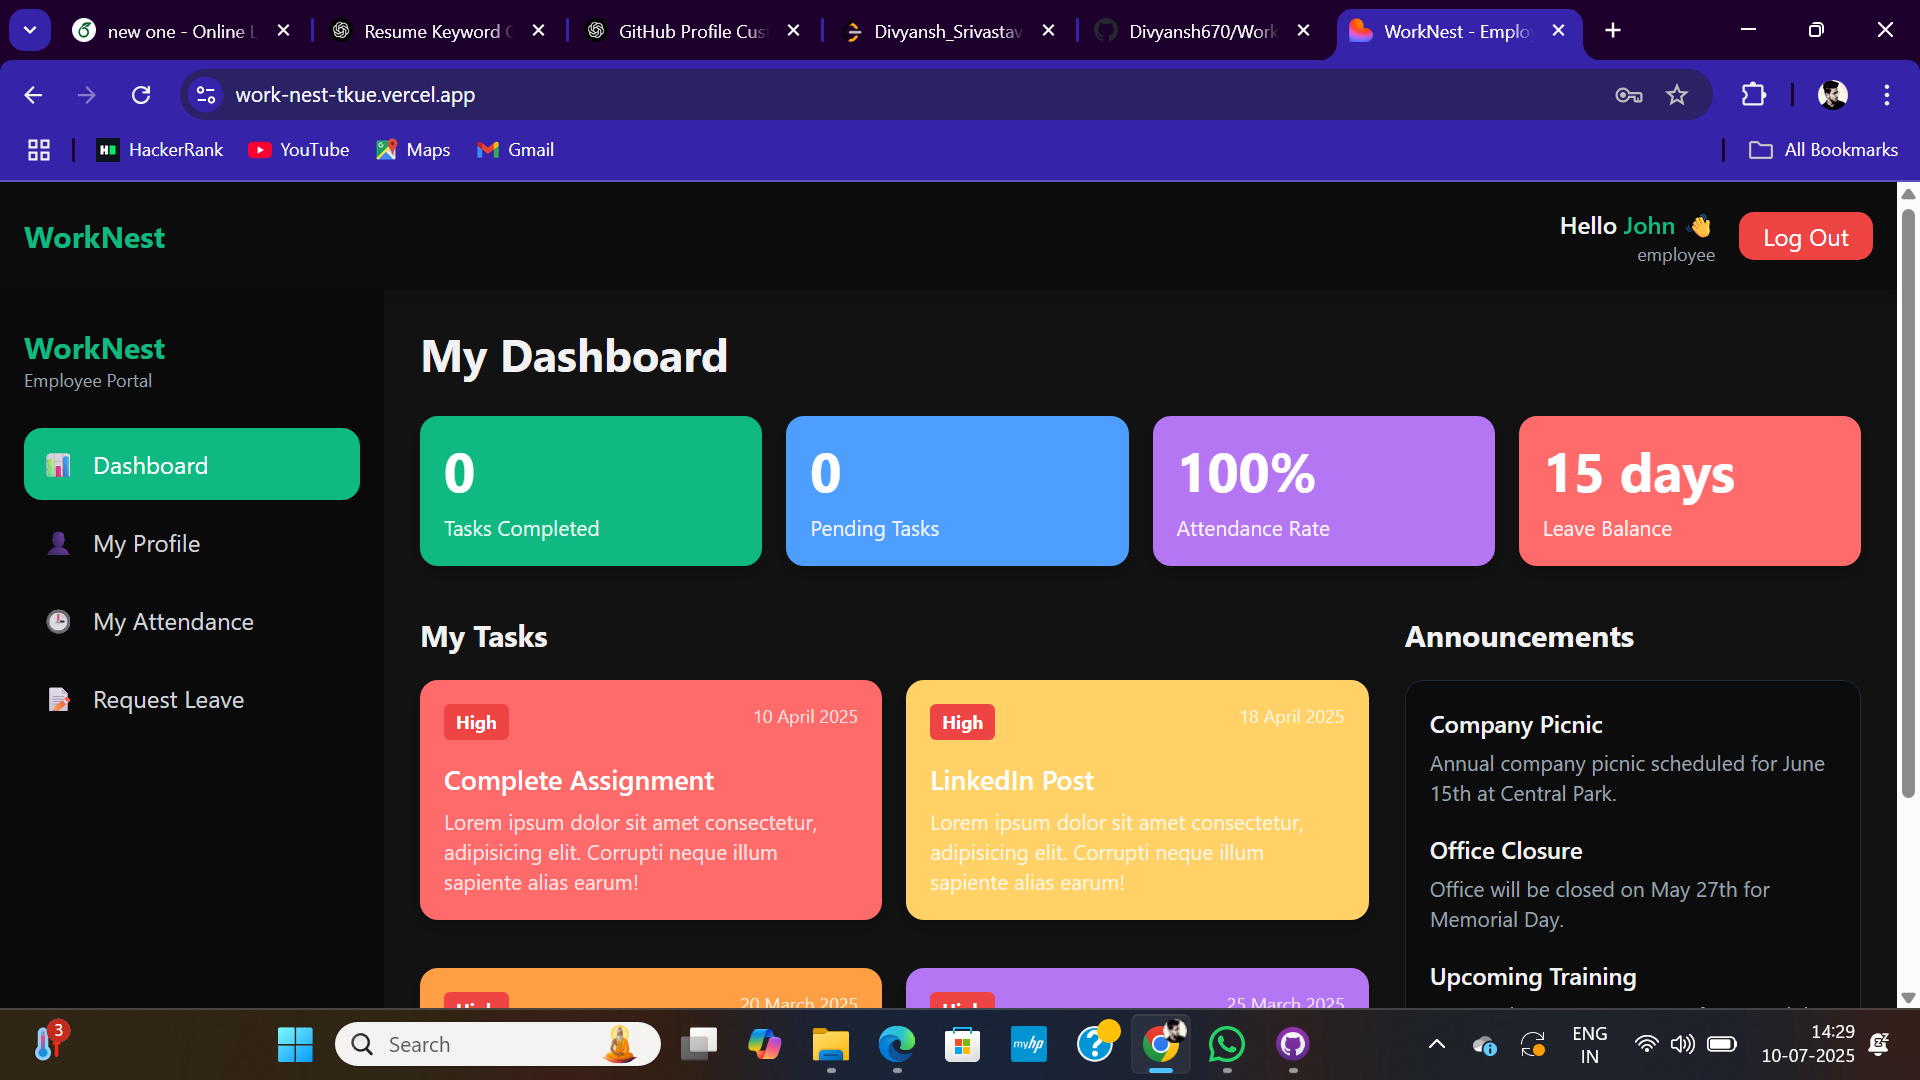 new one - Online L
Resume Keyword
GitHub Profile Cus
Divyansh_Srivastav
Divyansh670/Work
WorkNest - Emplo
work-nest-tkue.vercel.app
HackerRank
YouTube
Maps
Gmail
All Bookmarks
WorkNest
Hello John 👋
employee
Log Out
WorkNest
Employee Portal
Dashboard
My Profile
My Attendance
Request Leave
My Dashboard
0
Tasks Completed
0
Pending Tasks
100%
Attendance Rate
15 days
Leave Balance
My Tasks
High
10 April 2025
Complete Assignment
Lorem ipsum dolor sit amet consectetur,
adipisicing elit. Corrupti neque illum
sapiente alias earum!
High
18 April 2025
LinkedIn Post
Lorem ipsum dolor sit amet consectetur,
adipisicing elit. Corrupti neque illum
sapiente alias earum!
High
20 March 2025
High
25 March 2025
Announcements
Company Picnic
Annual company picnic scheduled for June
15th at Central Park.
Office Closure
Office will be closed on May 27th for
Memorial Day.
Upcoming Training
3
Search
myhp
ENG
IN
14:29
10-07-2025